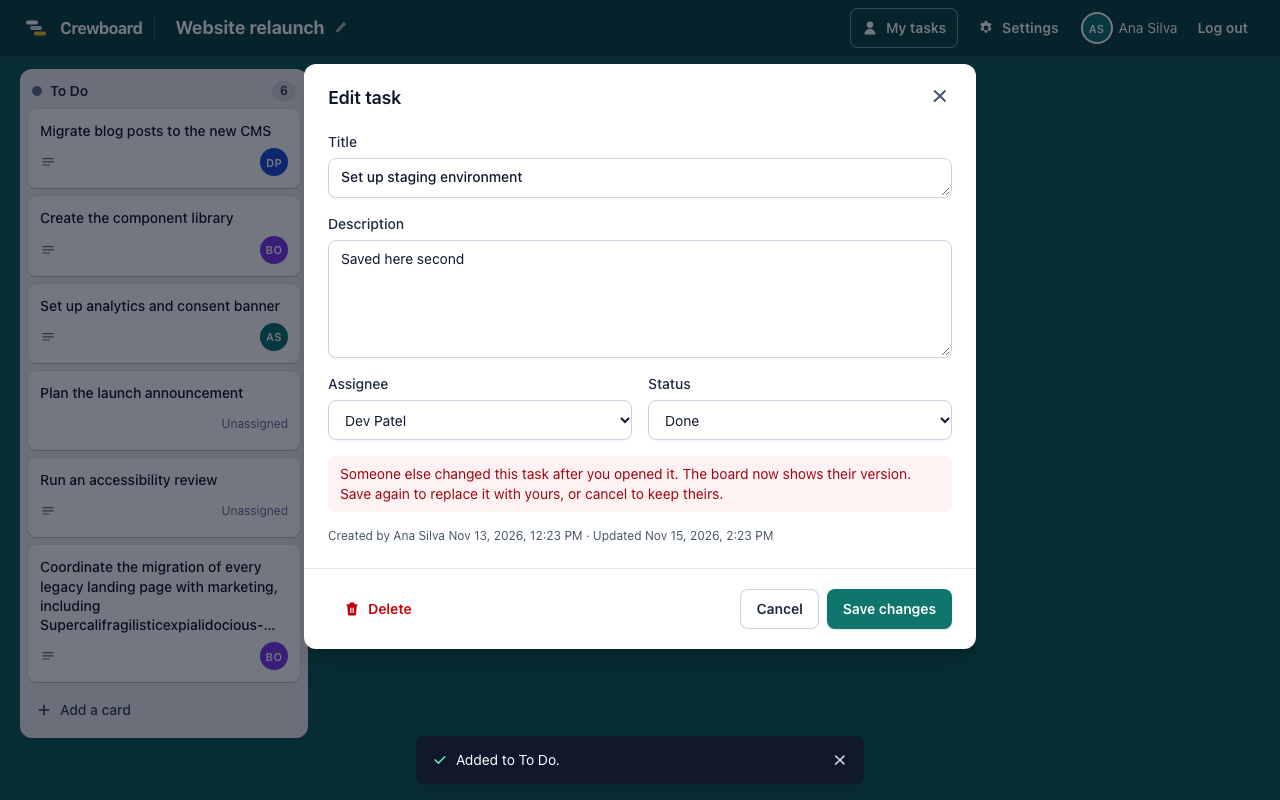 Crewboard
Website relaunch
My tasks
Settings
AS
Ana Silva
Log out
To Do
6
Migrate blog posts to the new CMS
DP
Create the component library
BO
Set up analytics and consent banner
AS
Plan the launch announcement
Unassigned
Run an accessibility review
Unassigned
Coordinate the migration of every
legacy landing page with marketing,
including
Supercalifragilisticexpialidocious-...
BO
Add a card
Edit task
Title
Set up staging environment
Description
Saved here second
Assignee
Status
Dev Patel
Done
Someone else changed this task after you opened it. The board now shows their version.
Save again to replace it with yours, or cancel to keep theirs.
Created by Ana Silva Nov 13, 2026, 12:23 PM · Updated Nov 15, 2026, 2:23 PM
Delete
Cancel
Save changes
Added to To Do.